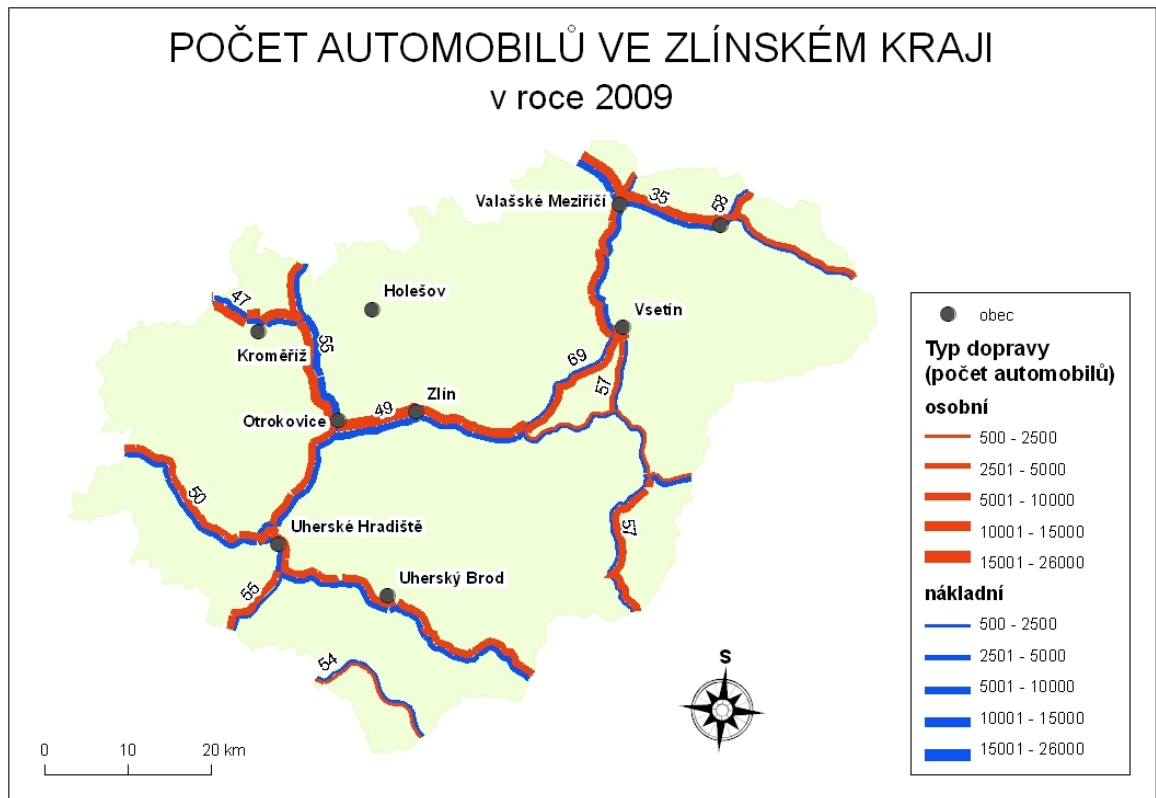 POČET AUTOMOBILŮ VE ZLÍNSKÉM KRAJI
v roce 2009
Valašské Meziříčí
35
58
Holešov
47
Vsetín
55
Kroměříž
69
57
Zlín
49
Otrokovice
50
Uherské Hradiště
57
Uherský Brod
55
54
S
0 10 20 km
obec
Typ dopravy
(počet automobilů)
osobní
500 - 2500
2501 - 5000
5001 - 10000
10001 - 15000
15001 - 26000
nákladní
500 - 2500
2501 - 5000
5001 - 10000
10001 - 15000
15001 - 26000